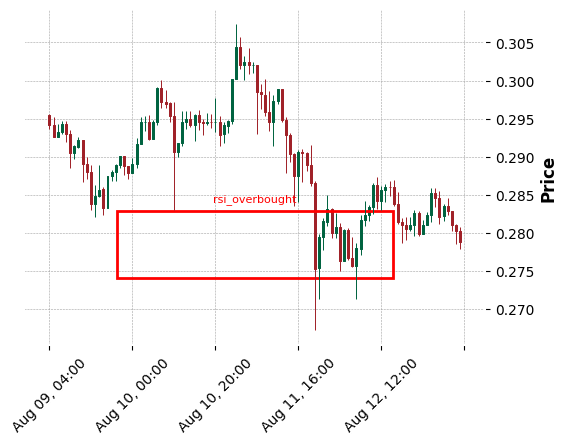 0.305
0.300
0.295
0.290
0.285
0.280
0.275
0.270
Price
rsi_overbought
Aug 09, 04:00
Aug 10, 00:00
Aug 10, 20:00
Aug 11, 16:00
Aug 12, 12:00